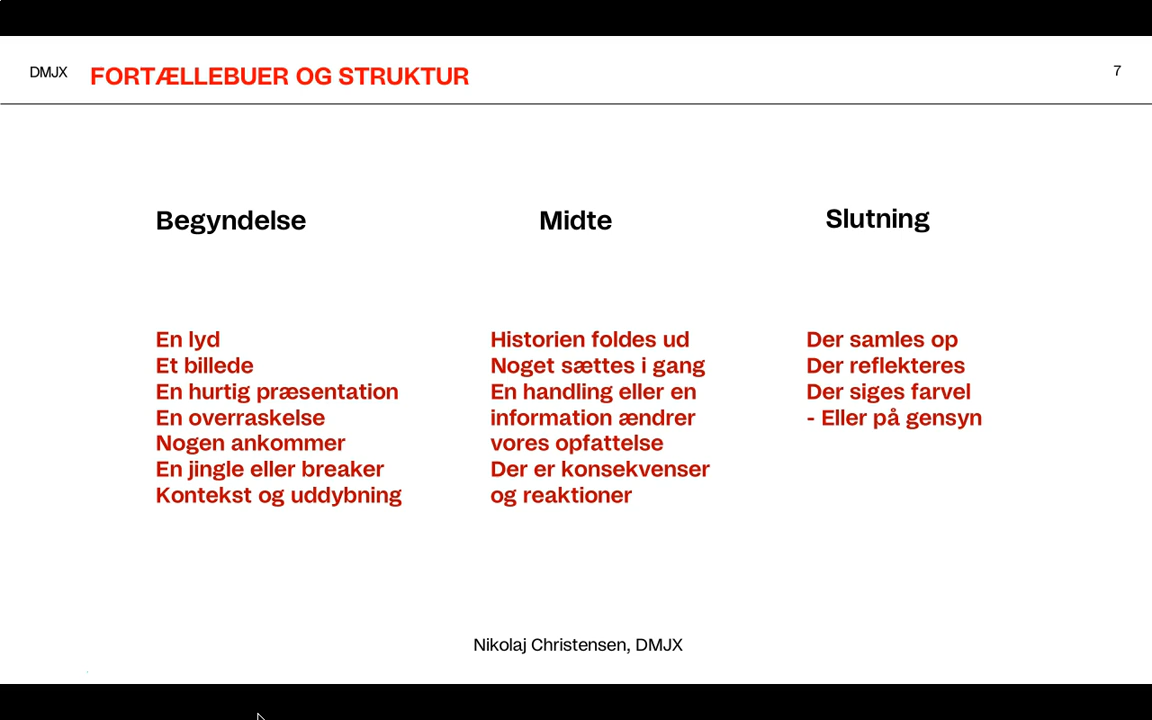 DMJX
FORTÆLLEBUER OG STRUKTUR
7
Begyndelse
En lyd
Et billede
En hurtig præsentation
En overraskelse
Nogen ankommer
En jingle eller breaker
Kontekst og uddybning
Midte
Historien foldes ud
Noget sættes i gang
En handling eller en
information ændrer
vores opfattelse
Der er konsekvenser
og reaktioner
Slutning
Der samles op
Der reflekteres
Der siges farvel
- Eller på gensyn
Nikolaj Christensen, DMJX